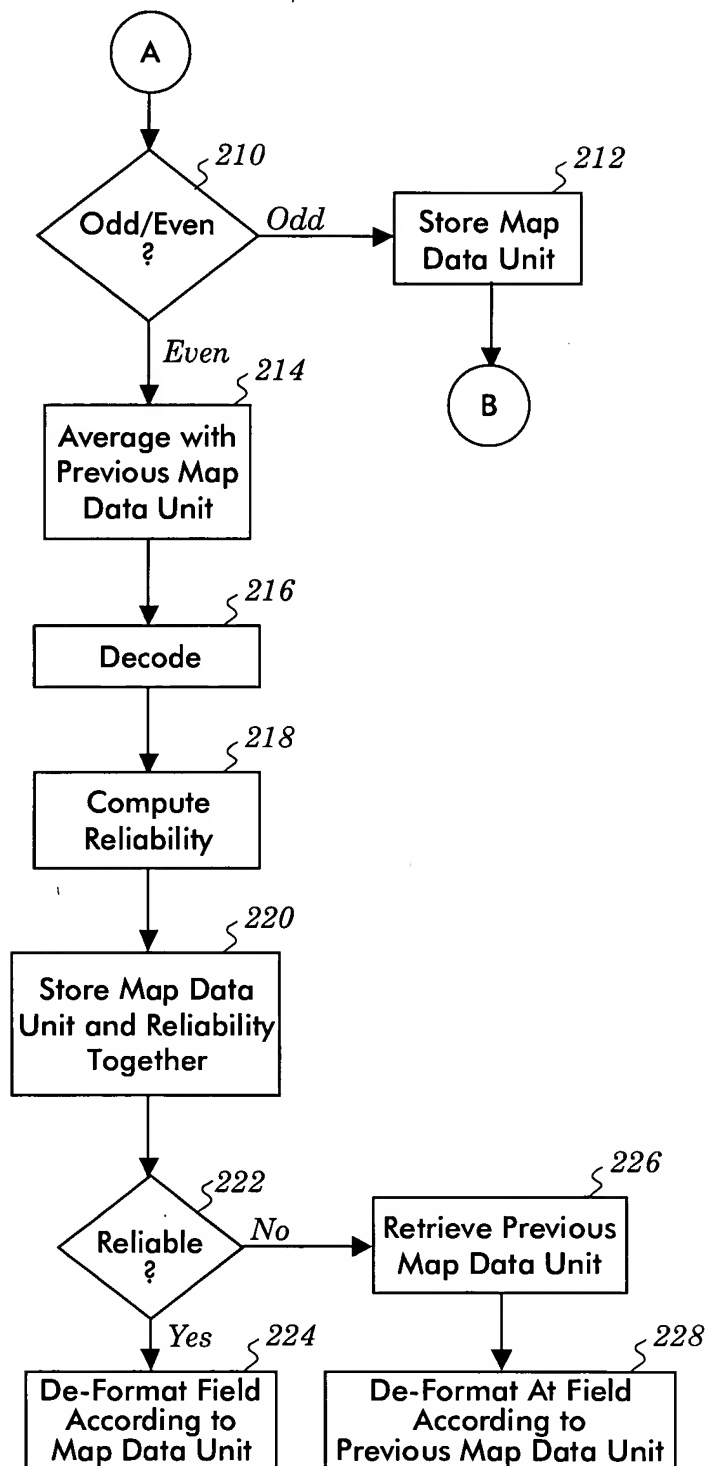 A
210
Odd/Even
?
Odd
212
Store Map
Data Unit
B
Even
214
Average with
Previous Map
Data Unit
216
Decode
218
Compute
Reliability
220
Store Map Data
Unit and Reliability
Together
222
Reliable
?
No
226
Retrieve Previous
Map Data Unit
Yes
224
De-Format Field
According to
Map Data Unit
228
De-Format At Field
According to
Previous Map Data Unit